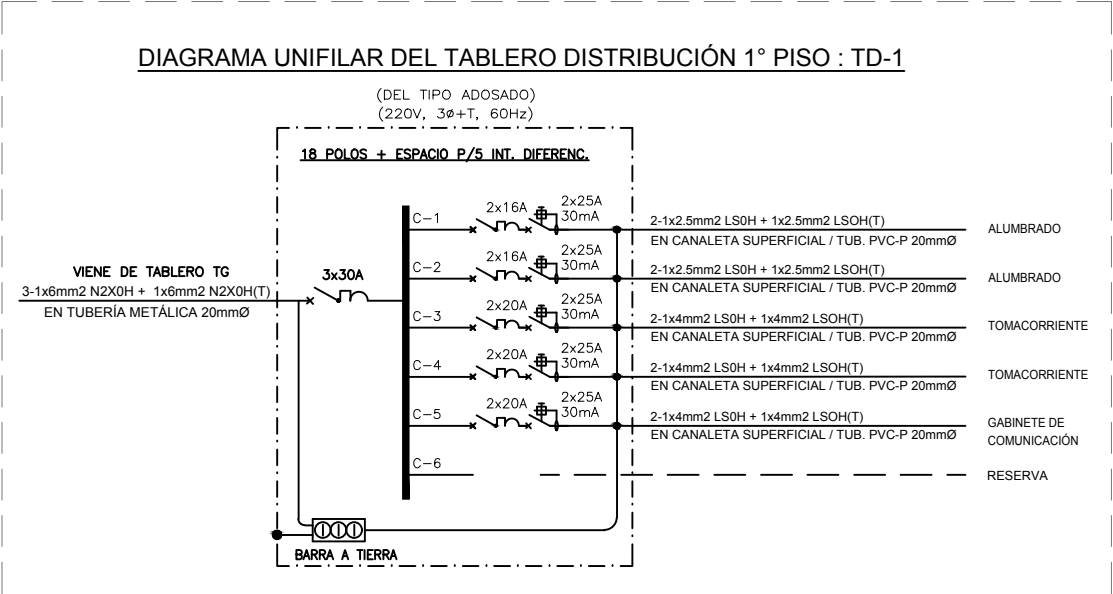 DIAGRAMA UNIFILAR DEL TABLERO DISTRIBUCIÓN 1° PISO : TD-1
(DEL TIPO ADOSADO)
(220V, 3ø+T, 60Hz)
18 POLOS + ESPACIO P/5 INT. DIFERENC.
VIENE DE TABLERO TG
3-1x6mm2 N2X0H + 1x6mm2 N2X0H(T)
EN TUBERÍA METÁLICA 20mmØ
3x30A
C-1
2x16A
2x25A
30mA
2-1x2.5mm2 LS0H + 1x2.5mm2 LSOH(T)
EN CANALETA SUPERFICIAL / TUB. PVC-P 20mmØ
ALUMBRADO
C-2
2x16A
2x25A
30mA
2-1x2.5mm2 LS0H + 1x2.5mm2 LSOH(T)
EN CANALETA SUPERFICIAL / TUB. PVC-P 20mmØ
ALUMBRADO
C-3
2x20A
2x25A
30mA
2-1x4mm2 LS0H + 1x4mm2 LSOH(T)
EN CANALETA SUPERFICIAL / TUB. PVC-P 20mmØ
TOMACORRIENTE
C-4
2x20A
2x25A
30mA
2-1x4mm2 LS0H + 1x4mm2 LSOH(T)
EN CANALETA SUPERFICIAL / TUB. PVC-P 20mmØ
TOMACORRIENTE
C-5
2x20A
2x25A
30mA
2-1x4mm2 LS0H + 1x4mm2 LSOH(T)
EN CANALETA SUPERFICIAL / TUB. PVC-P 20mmØ
GABINETE DE
COMUNICACIÓN
C-6
RESERVA
BARRA A TIERRA